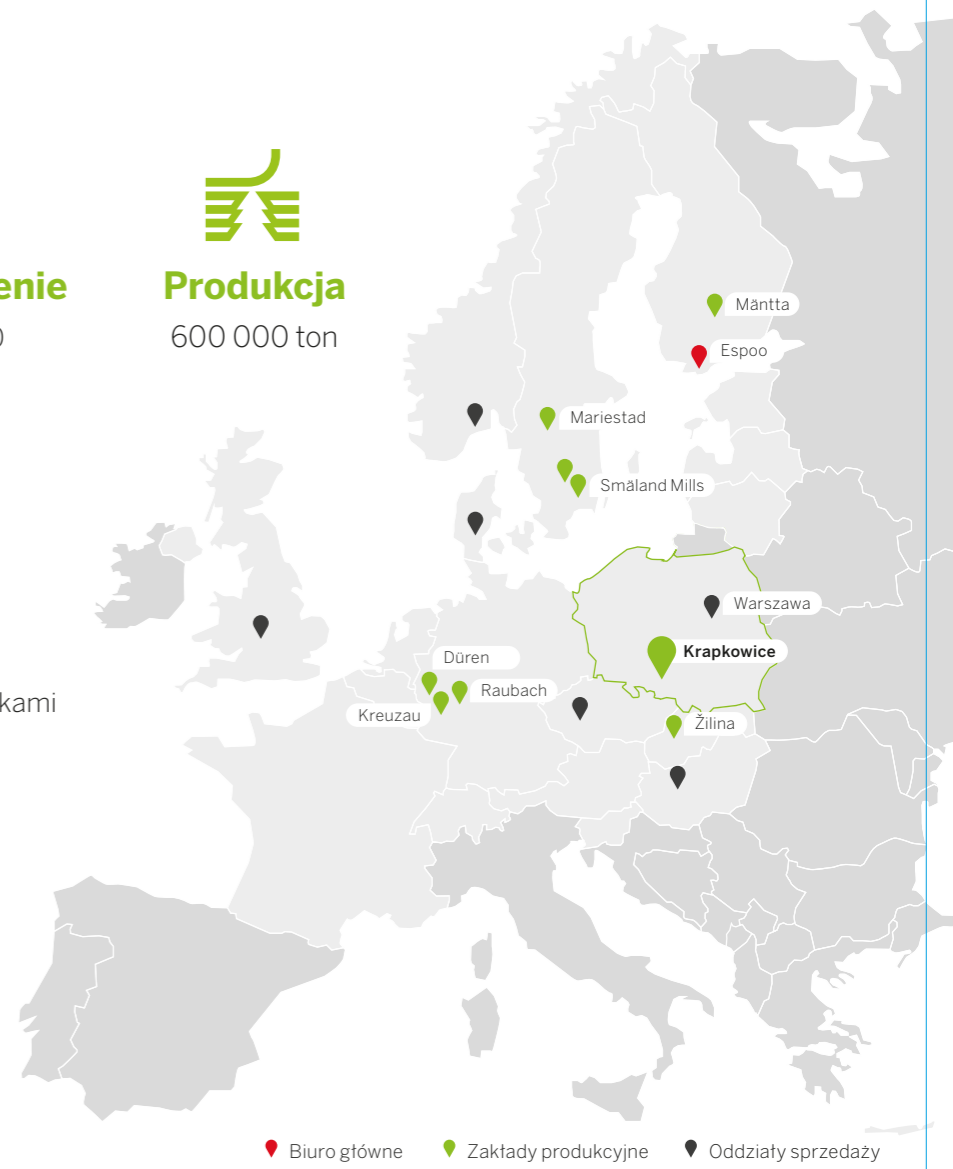 enie
Produkcja
0
600 000 ton
Mäntta
Espoo
Mariestad
Småland Mills
Warszawa
Krapkowice
Düren
Raubach
kami
Kreuzau
Žilina
Biuro główne
Zakłady produkcyjne
Oddziały sprzedaży